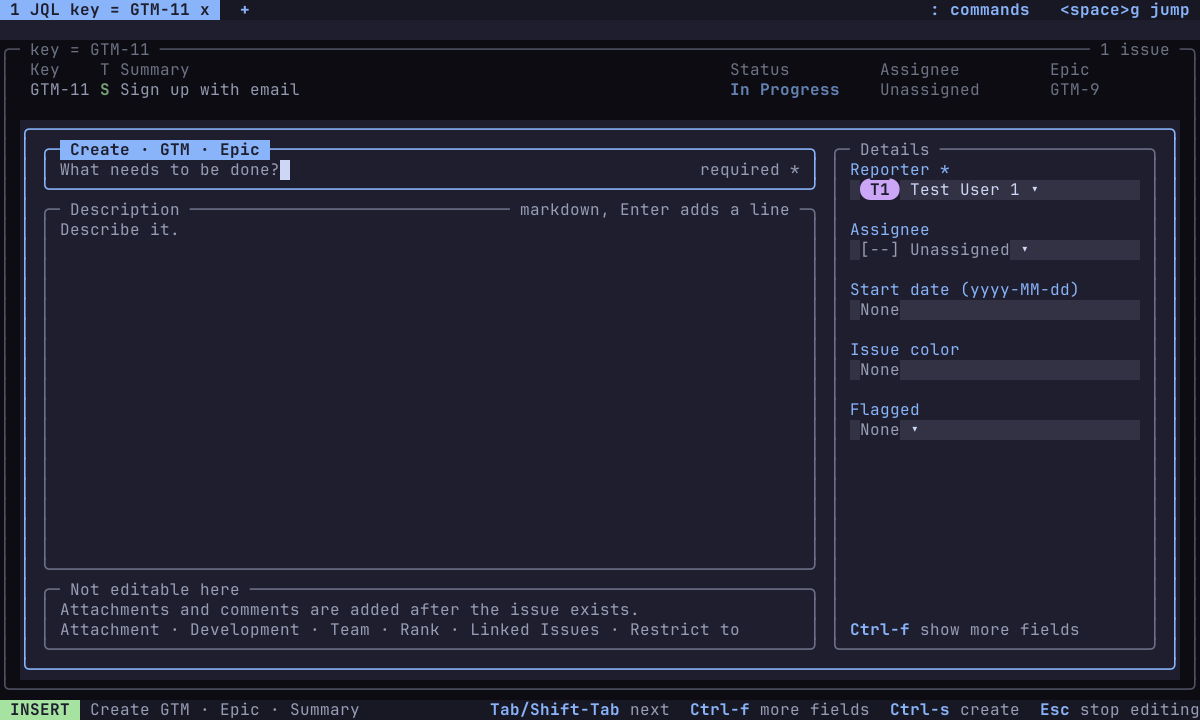 1 JQL key = GTM-11 x + : commands <space>g jump
key = GTM-11 1 issue
Key T Summary Status Assignee Epic
GTM-11 S Sign up with email In Progress Unassigned GTM-9
Create · GTM · Epic
What needs to be done? required *
Description markdown, Enter adds a line
Describe it.
Not editable here
Attachments and comments are added after the issue exists.
Attachment · Development · Team · Rank · Linked Issues · Restrict to
Details
Reporter *
T1 Test User 1 ▾
Assignee
[--] Unassigned ▾
Start date (yyyy-MM-dd)
None
Issue color
None
Flagged
None ▾
Ctrl-f show more fields
INSERT Create GTM · Epic · Summary Tab/Shift-Tab next Ctrl-f more fields Ctrl-s create Esc stop editing